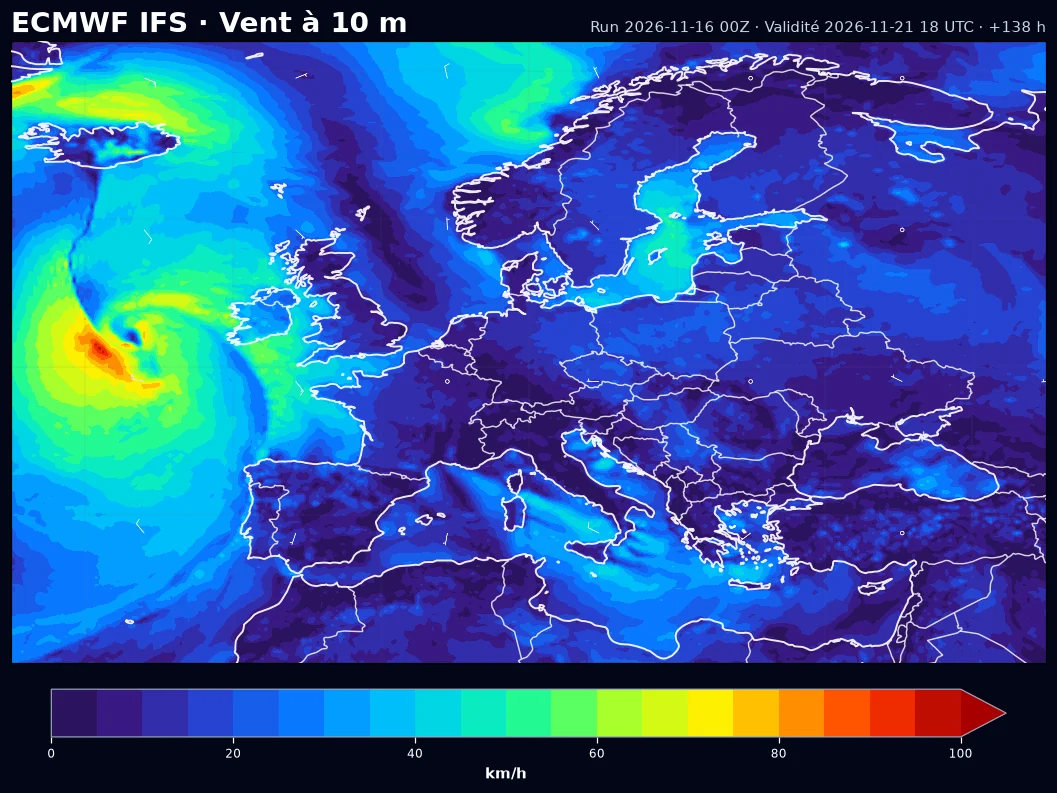 ECMWF IFS · Vent à 10 m
Run 2026-11-16 00Z · Validité 2026-11-21 18 UTC · +138 h
0 20 40 60 80 100
km/h